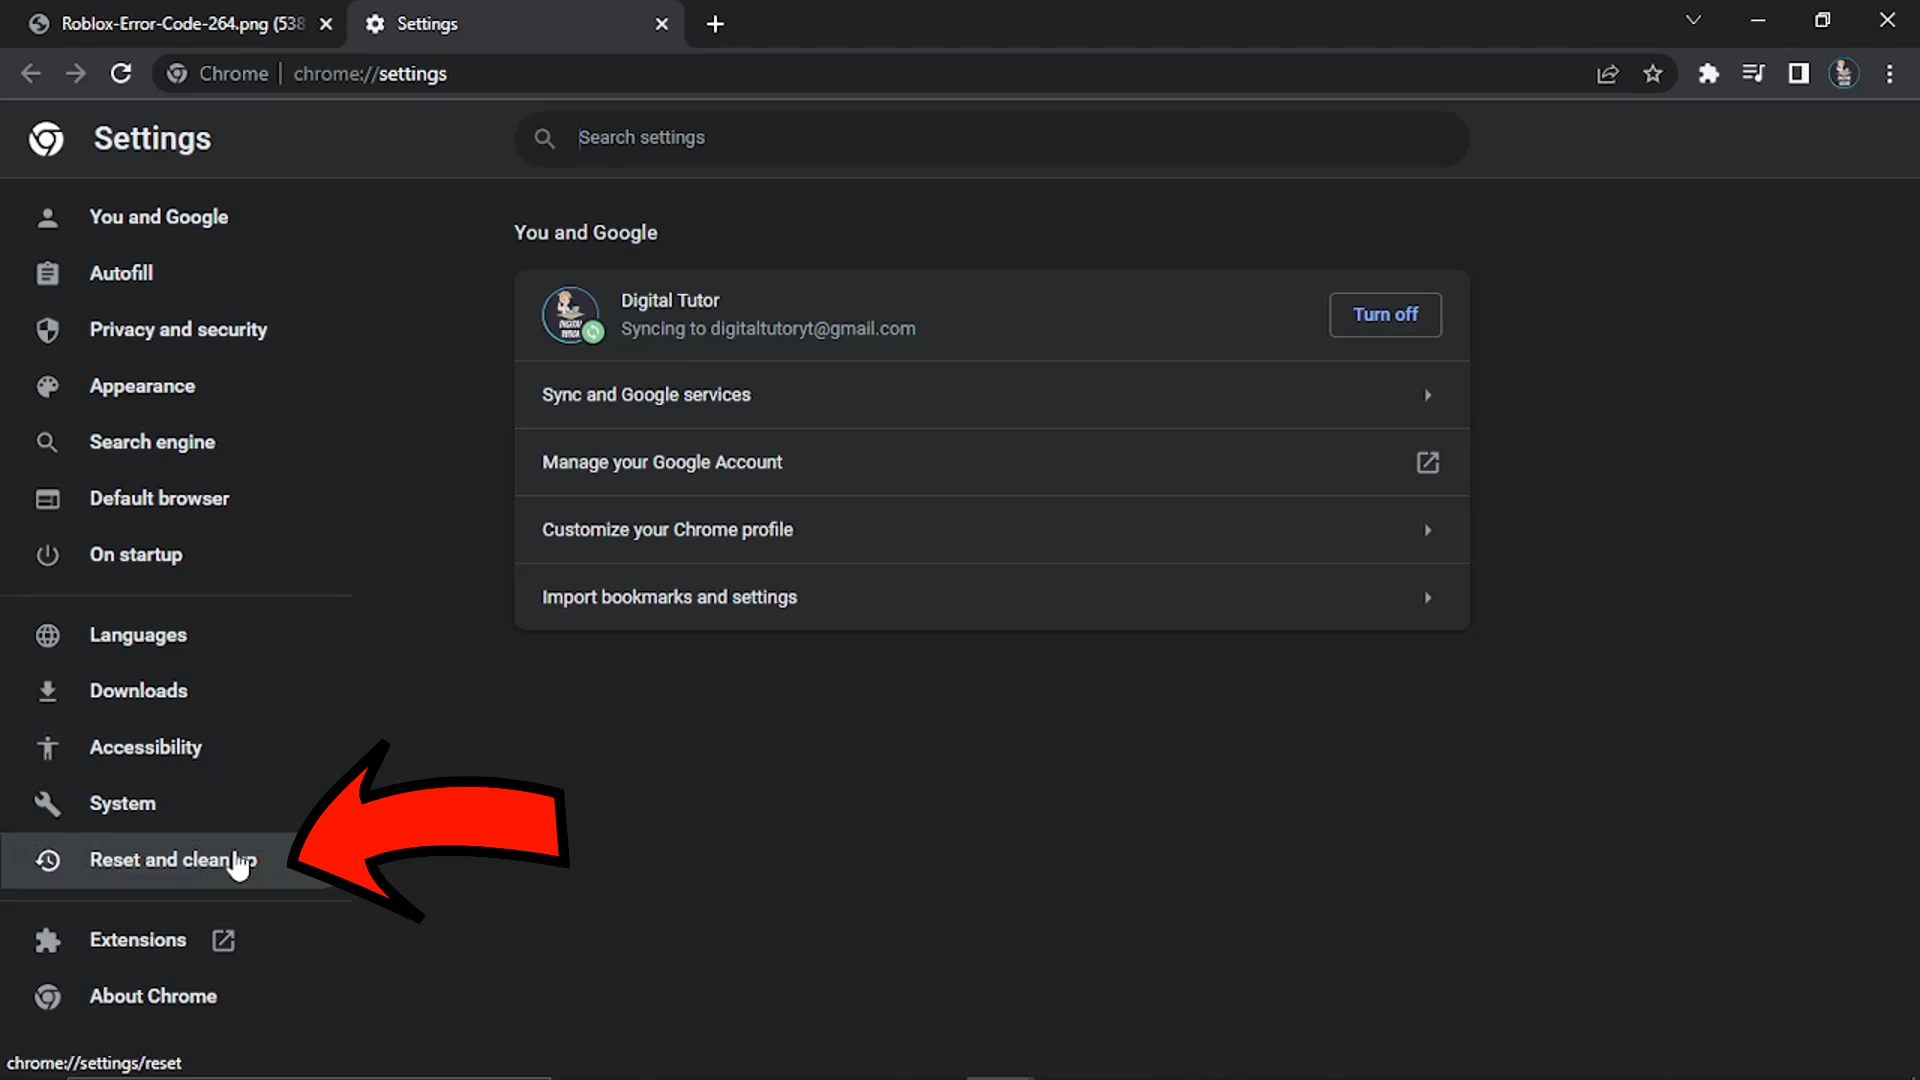 Roblox-Error-Code-264.png (538
Settings
Chrome | chrome://settings
Settings
Search settings
You and Google
Autofill
Privacy and security
Appearance
Search engine
Default browser
On startup
Languages
Downloads
Accessibility
System
Reset and clean up
Extensions
About Chrome
You and Google
Digital Tutor
Syncing to digitaltutoryt@gmail.com
Turn off
Sync and Google services
Manage your Google Account
Customize your Chrome profile
Import bookmarks and settings
chrome://settings/reset